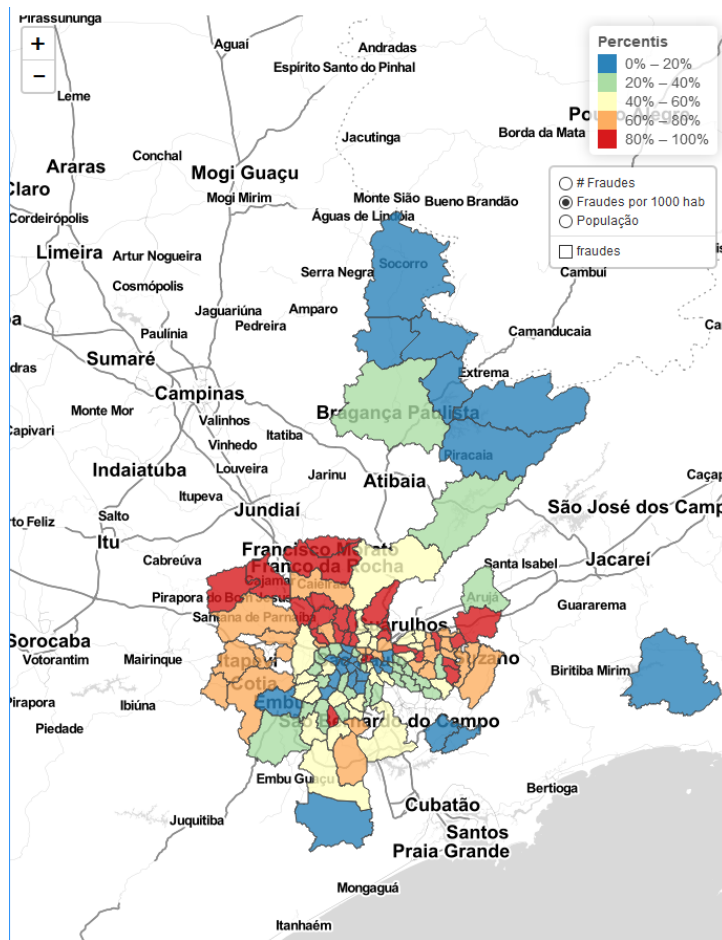 Pirassununga
+
−
Aguaí
Andradas
Espírito Santo do Pinhal
Leme
Percentis
0% – 20%
20% – 40%
40% – 60%
60% – 80%
80% – 100%
Borda da Mata
Jacutinga
Conchal
Araras
Mogi Guaçu
Claro
Mogi Mirim
Monte Sião
Bueno Brandão
Cordeirópolis
Águas de Lindóia
# Fraudes
Fraudes por 1000 hab
População
fraudes
Limeira
Artur Nogueira
Serra Negra
Socorro
Cambuí
Cosmópolis
Jaguariúna
Amparo
Pedreira
Paulínia
Camanducaia
Sumaré
Extrema
Campinas
Monte Mor
Valinhos
Bragança Paulista
Capivari
Vinhedo
Itatiba
Piracaia
Indaiatuba
Louveira
Jarinu
Atibaia
Itupeva
Jundiaí
São José dos Camp
Salto
rto Feliz
Itu
Francisco Morato
Cabreúva
Franco da Rocha
Santa Isabel
Jacareí
Cajamar
Caieiras
Pirapora do Bom Jesus
Arujá
Guararema
Santana de Parnaíba
Guarulhos
Sorocaba
Votorantim
Mairinque
Itapevi
Suzano
Biritiba Mirim
Cotia
Pirapora
Ibiúna
Embu
Piedade
São Bernardo do Campo
Embu Guaçu
Bertioga
Juquitiba
Cubatão
Santos
Praia Grande
Mongaguá
Itanhaém